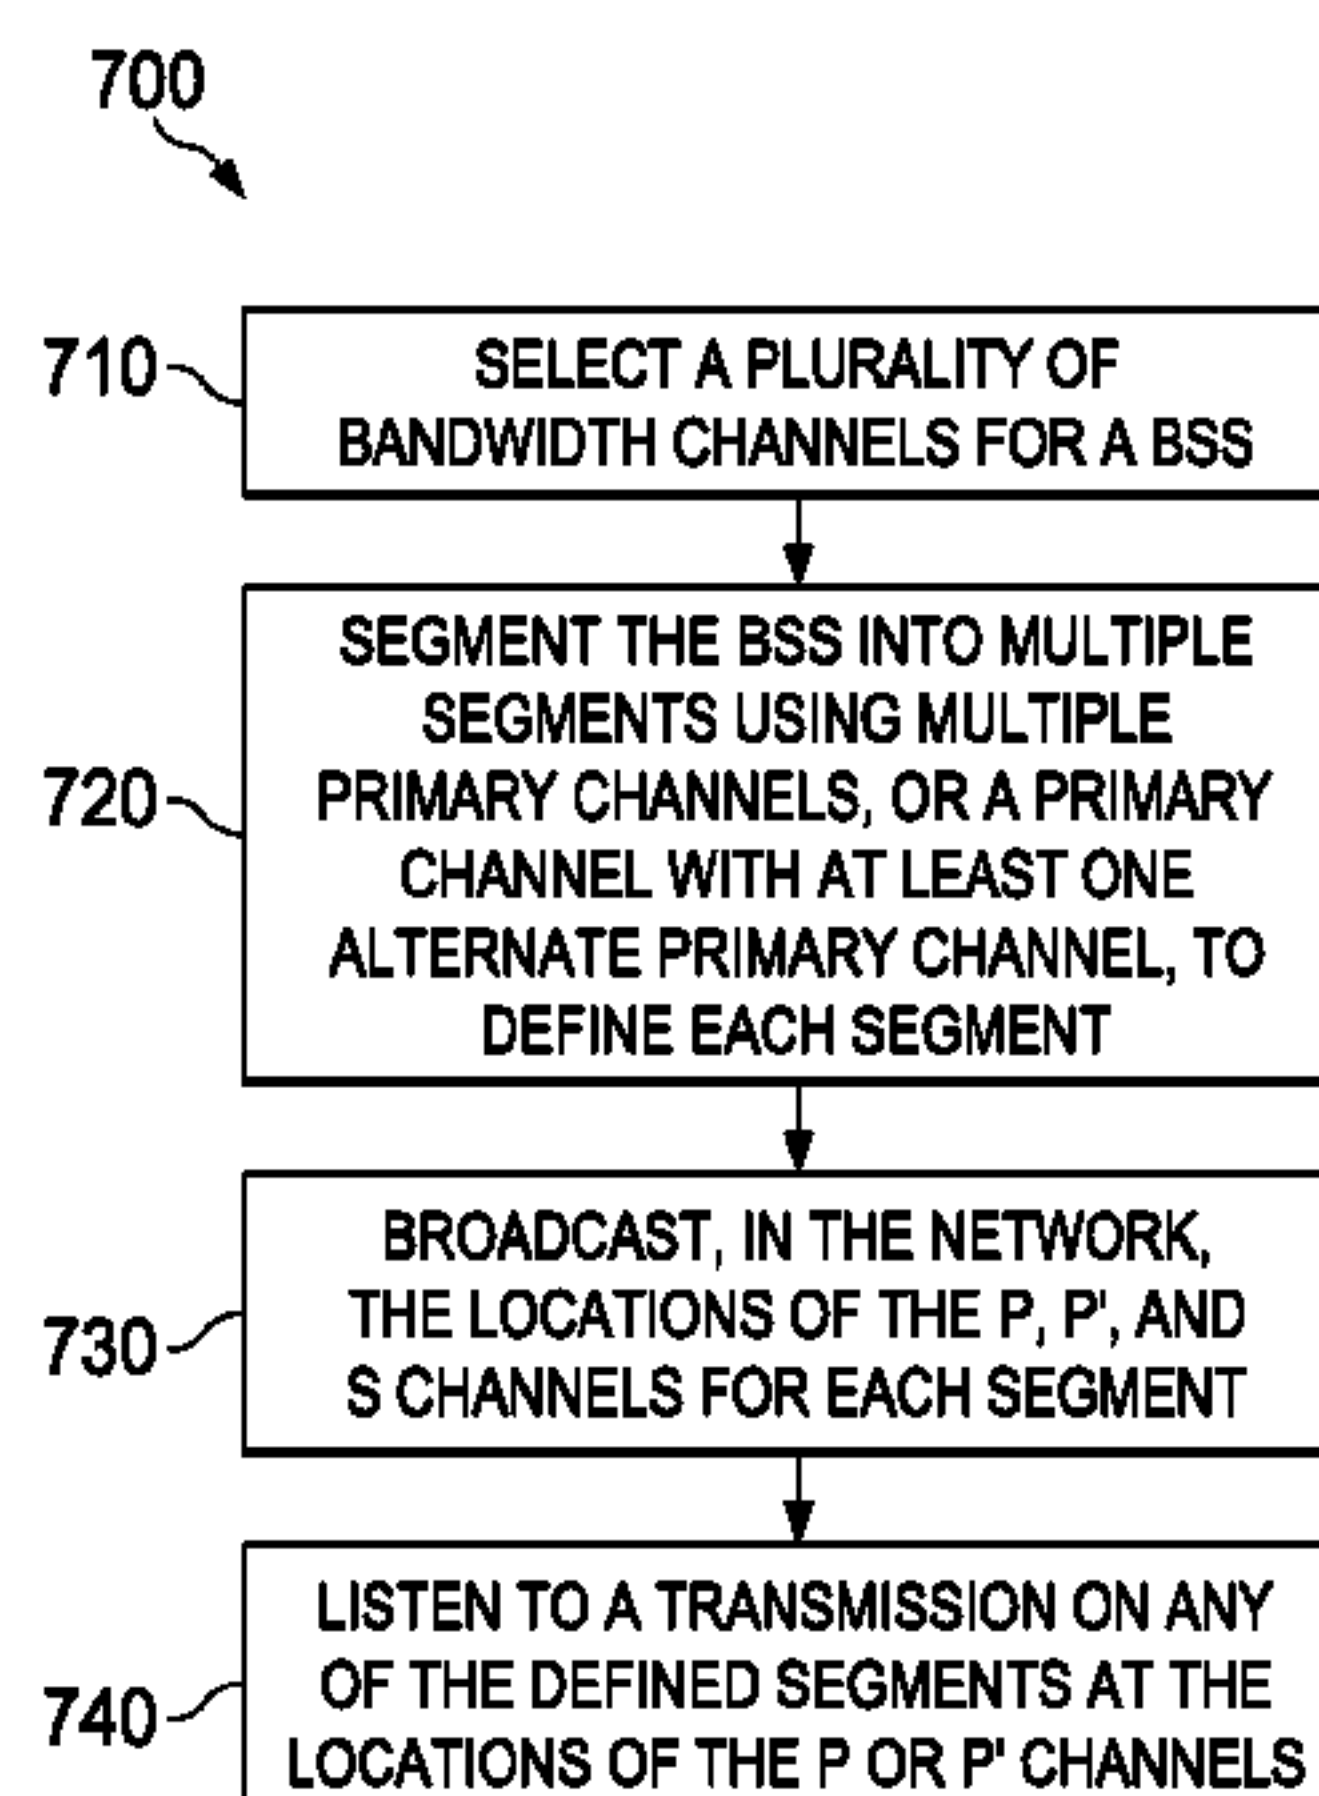 700
710
SELECT A PLURALITY OF
BANDWIDTH CHANNELS FOR A BSS
720
SEGMENT THE BSS INTO MULTIPLE
SEGMENTS USING MULTIPLE
PRIMARY CHANNELS, OR A PRIMARY
CHANNEL WITH AT LEAST ONE
ALTERNATE PRIMARY CHANNEL, TO
DEFINE EACH SEGMENT
730
BROADCAST, IN THE NETWORK,
THE LOCATIONS OF THE P, P', AND
S CHANNELS FOR EACH SEGMENT
740
LISTEN TO A TRANSMISSION ON ANY
OF THE DEFINED SEGMENTS AT THE
LOCATIONS OF THE P OR P' CHANNELS